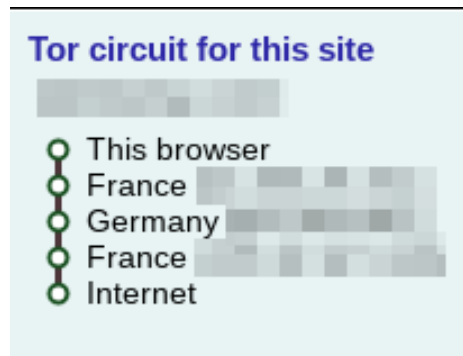 Tor circuit for this site
This browser
France
Germany
France
Internet